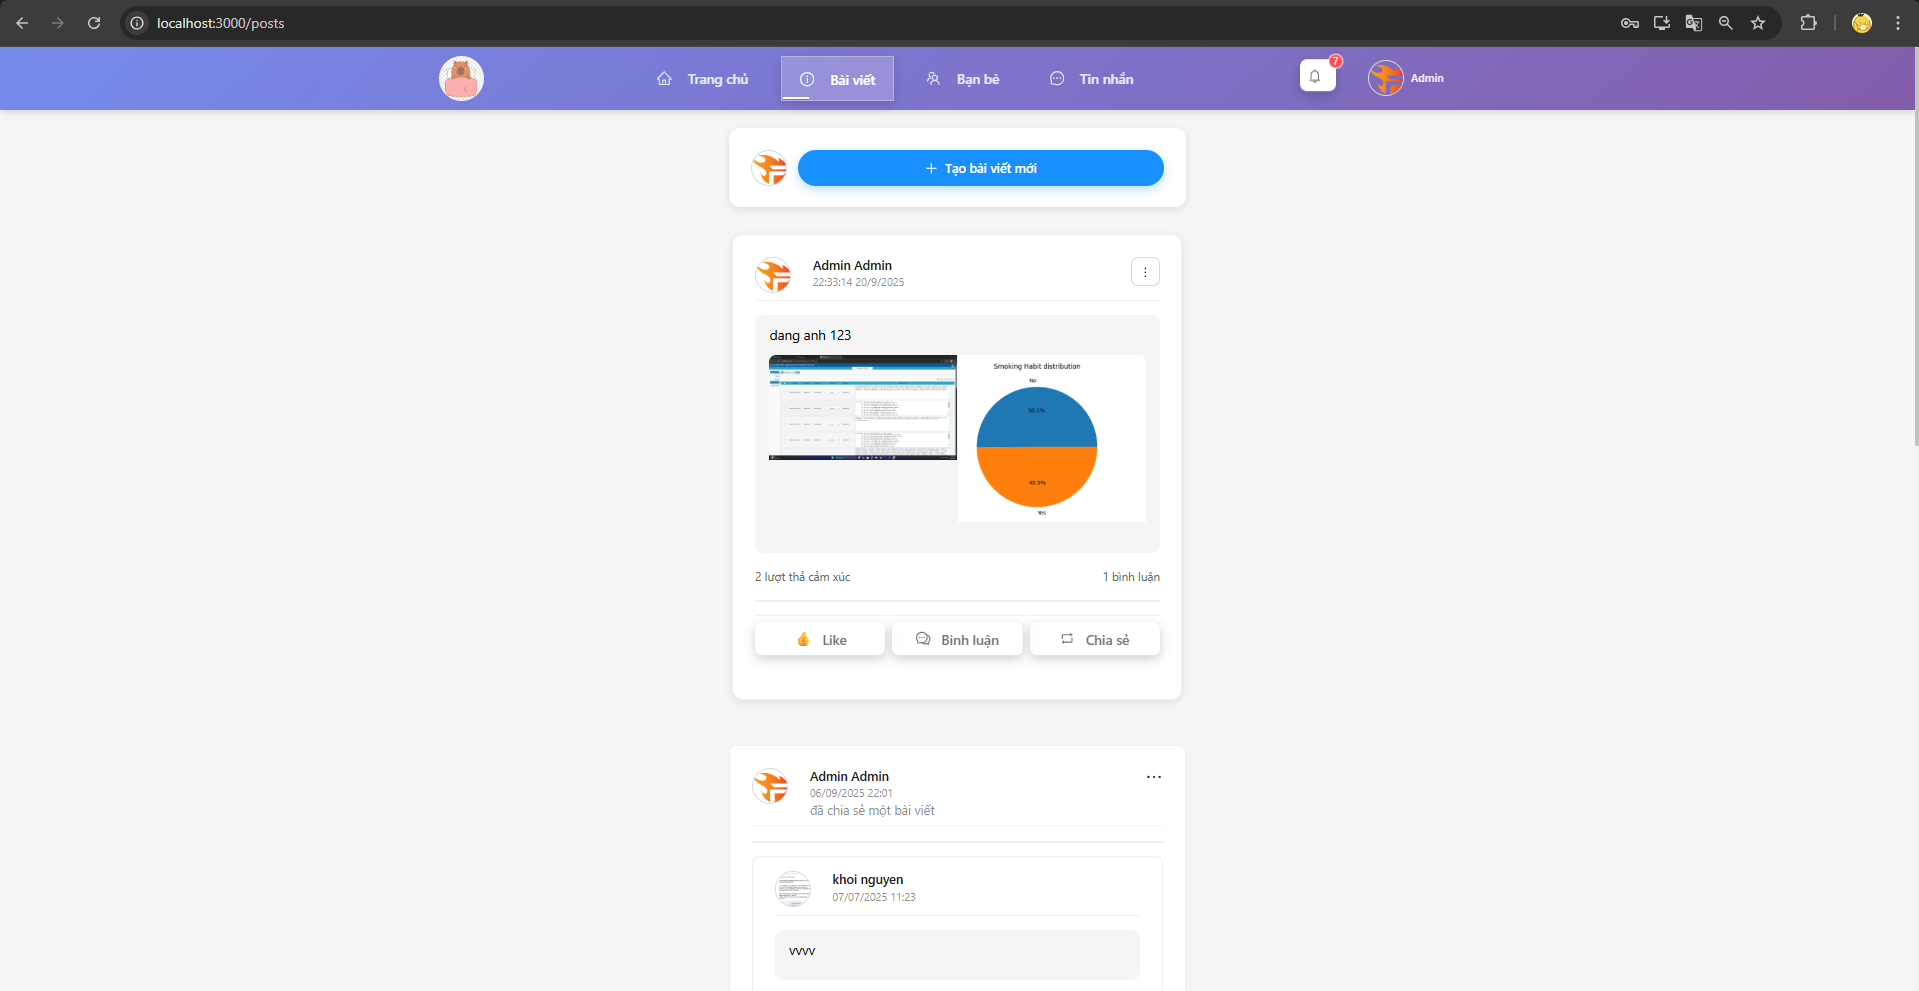 localhost:3000/posts
Trang chủ
Bài viết
Bạn bè
Tin nhắn
7
Admin
Tạo bài viết mới
Admin Admin
22:33:14 20/9/2025
dang anh 123
Smoking Habit distribution
No
50.1%
49.9%
Yes
2 lượt thả cảm xúc
1 bình luận
Like
Bình luận
Chia sẻ
Admin Admin
06/09/2025 22:01
đã chia sẻ một bài viết
khoi nguyen
07/07/2025 11:23
vvvv